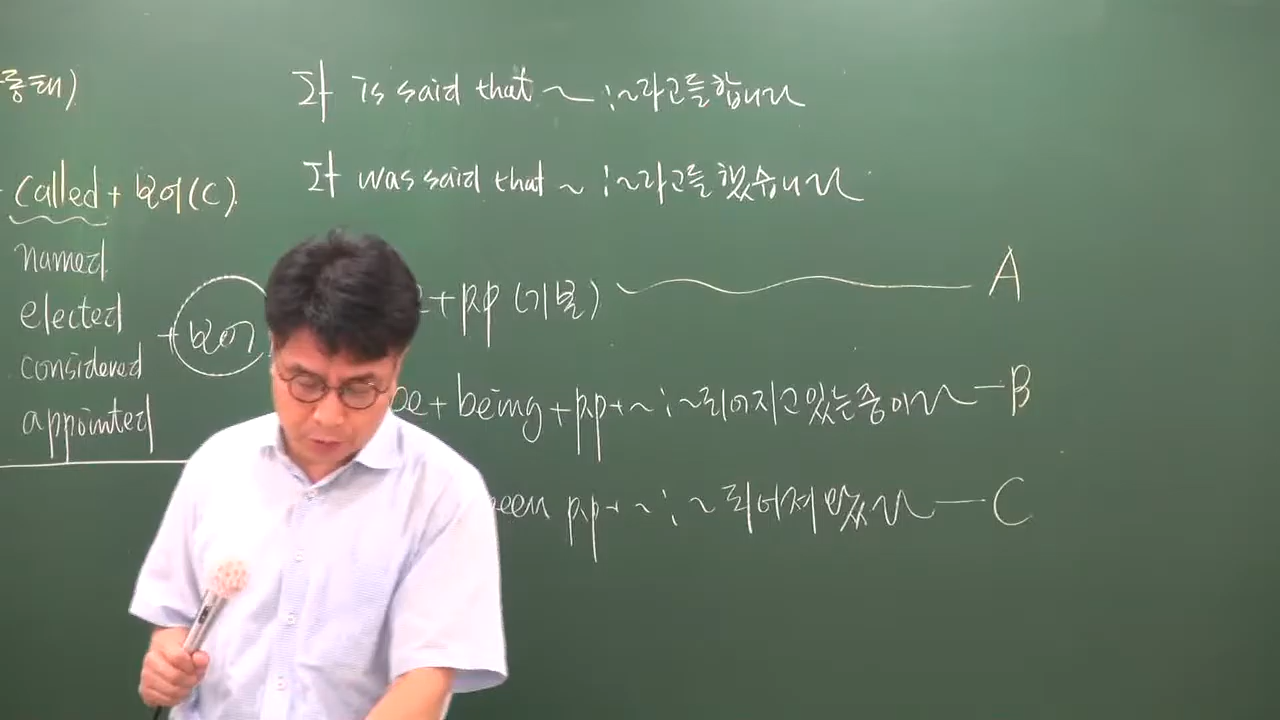 동태)
called + 보어(C).
named
elected
considered
appointed
+ 보어
It is said that ~ : ~라고들합니다
It was said that ~ : ~라고들 했습니다
+ pp (기본) A
be + being + pp + ~ : ~되어지고있는중이다 - B
been pp + ~ : ~되어져 왔다 - C